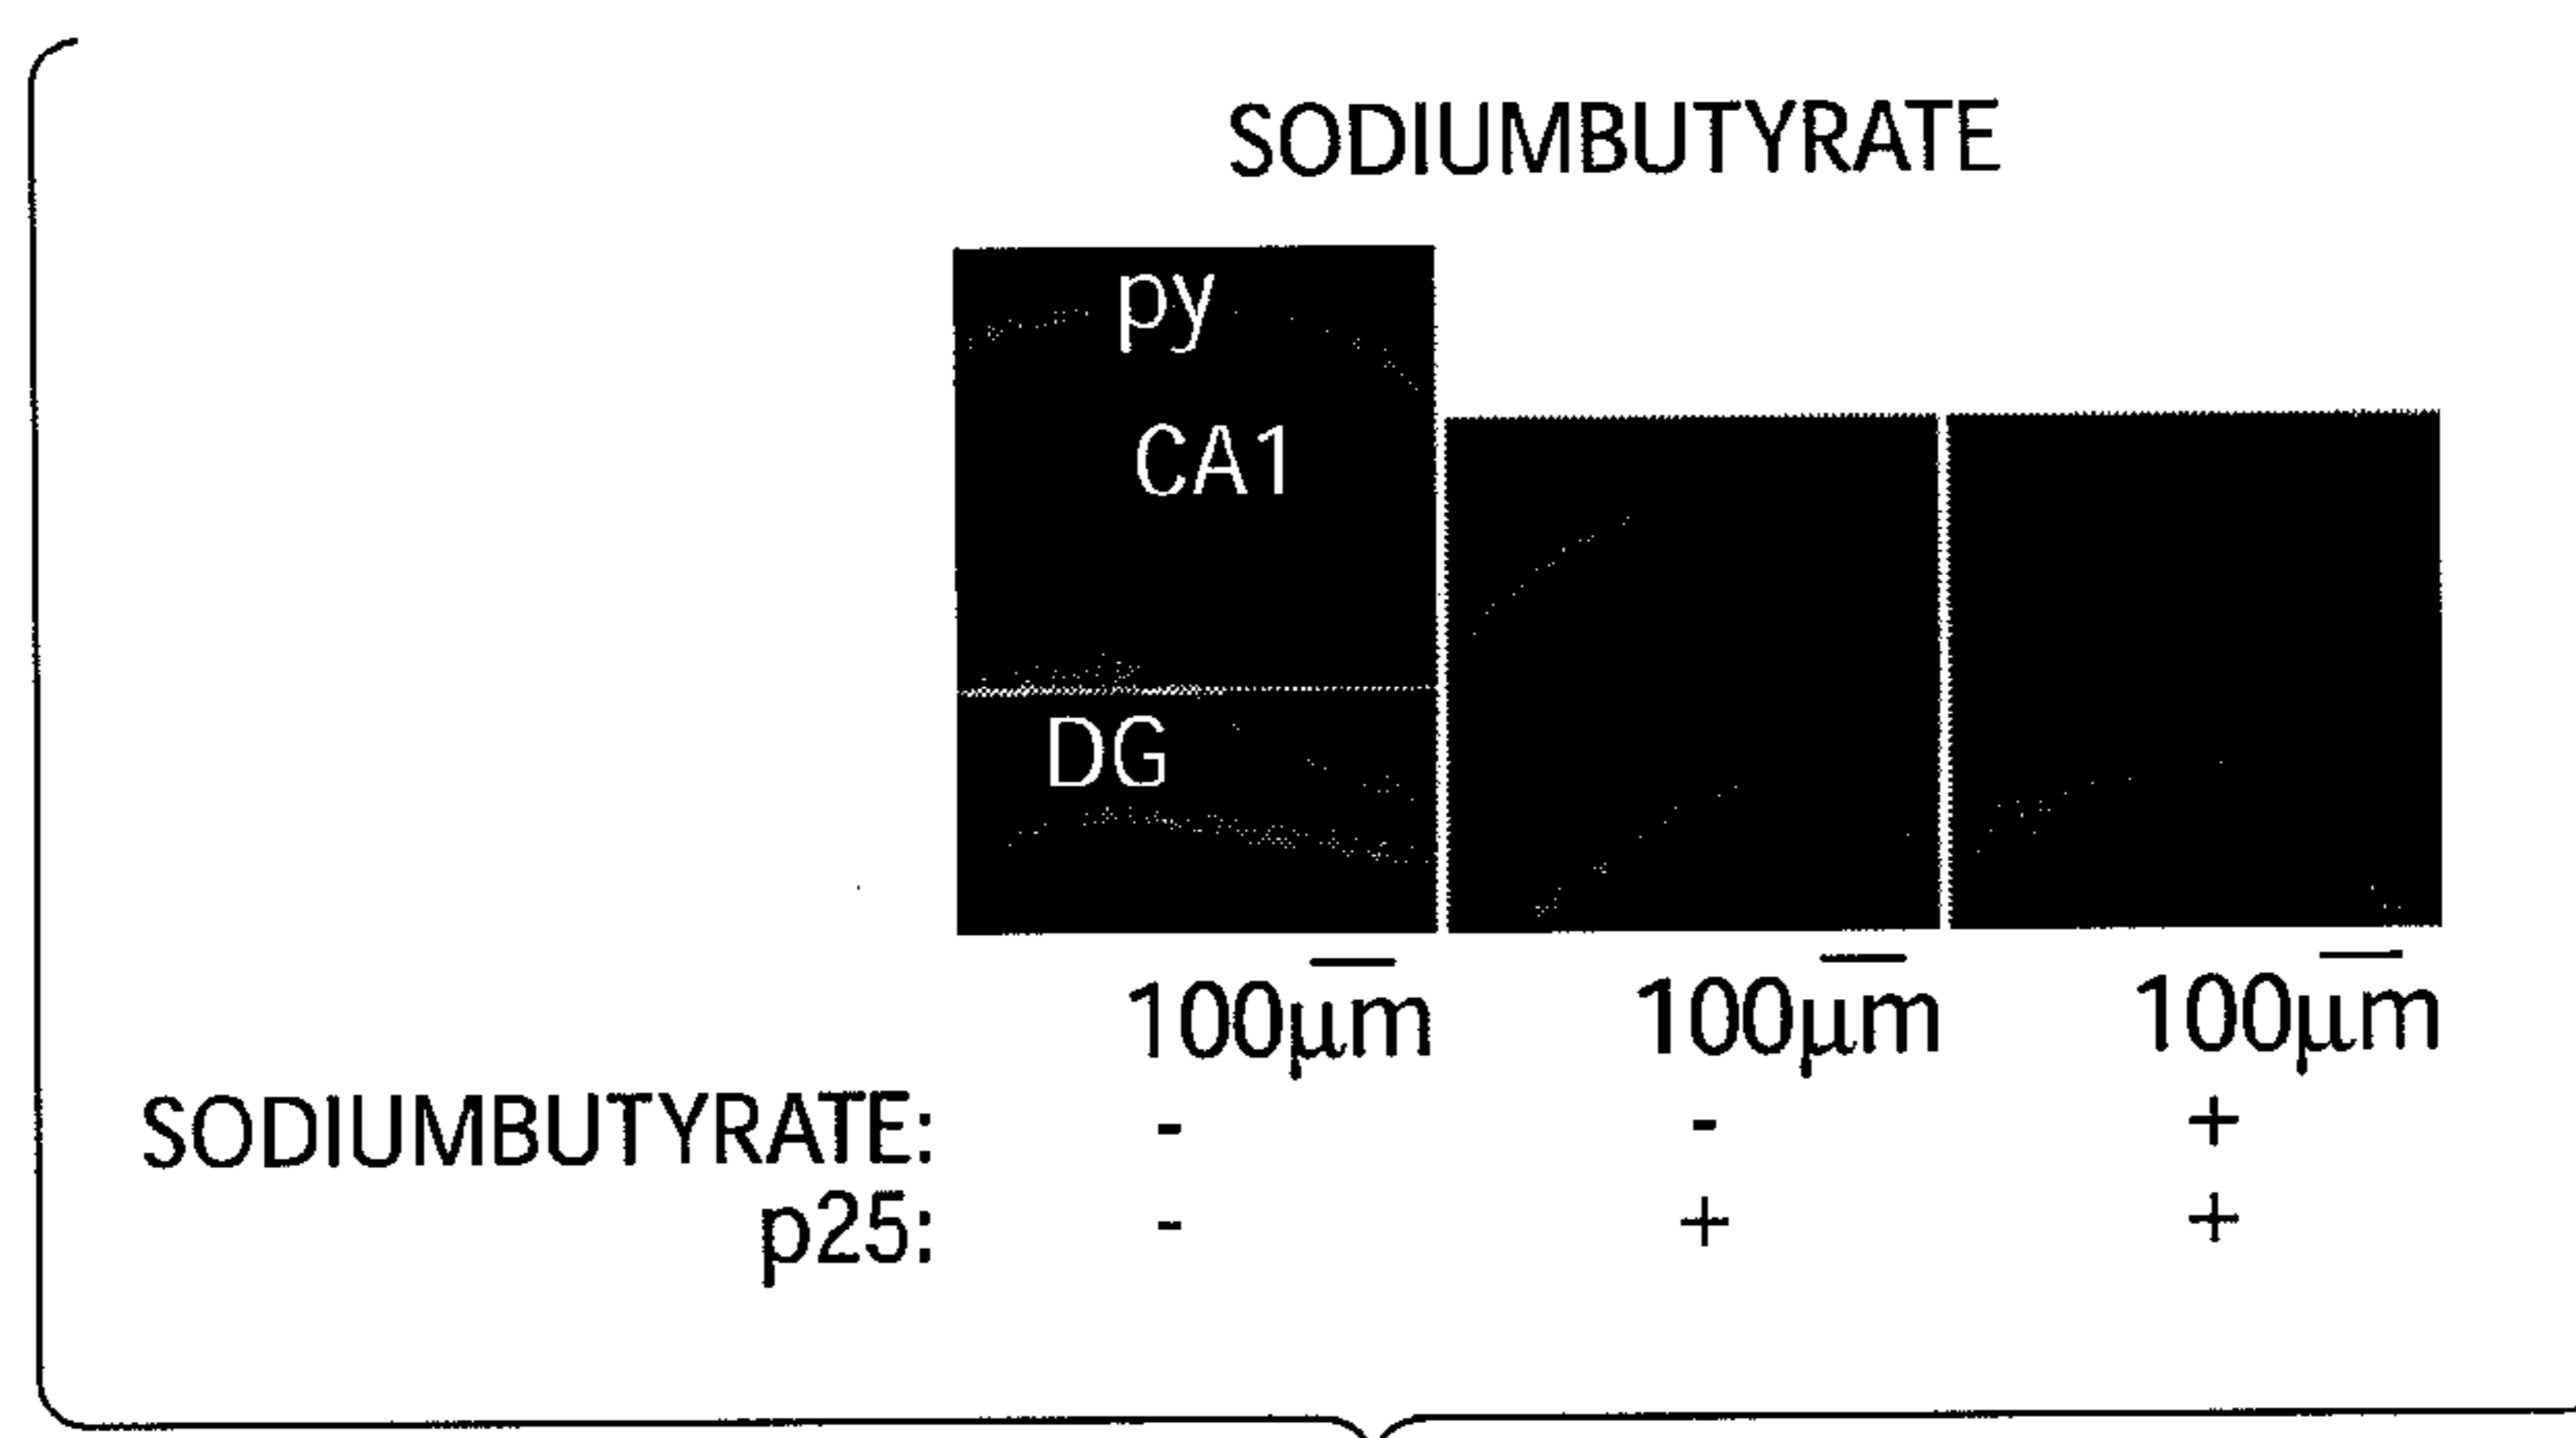 SODIUMBUTYRATE
py
CA1
DG
100μm 100μm 100μm
SODIUMBUTYRATE: - - +
p25: - + +